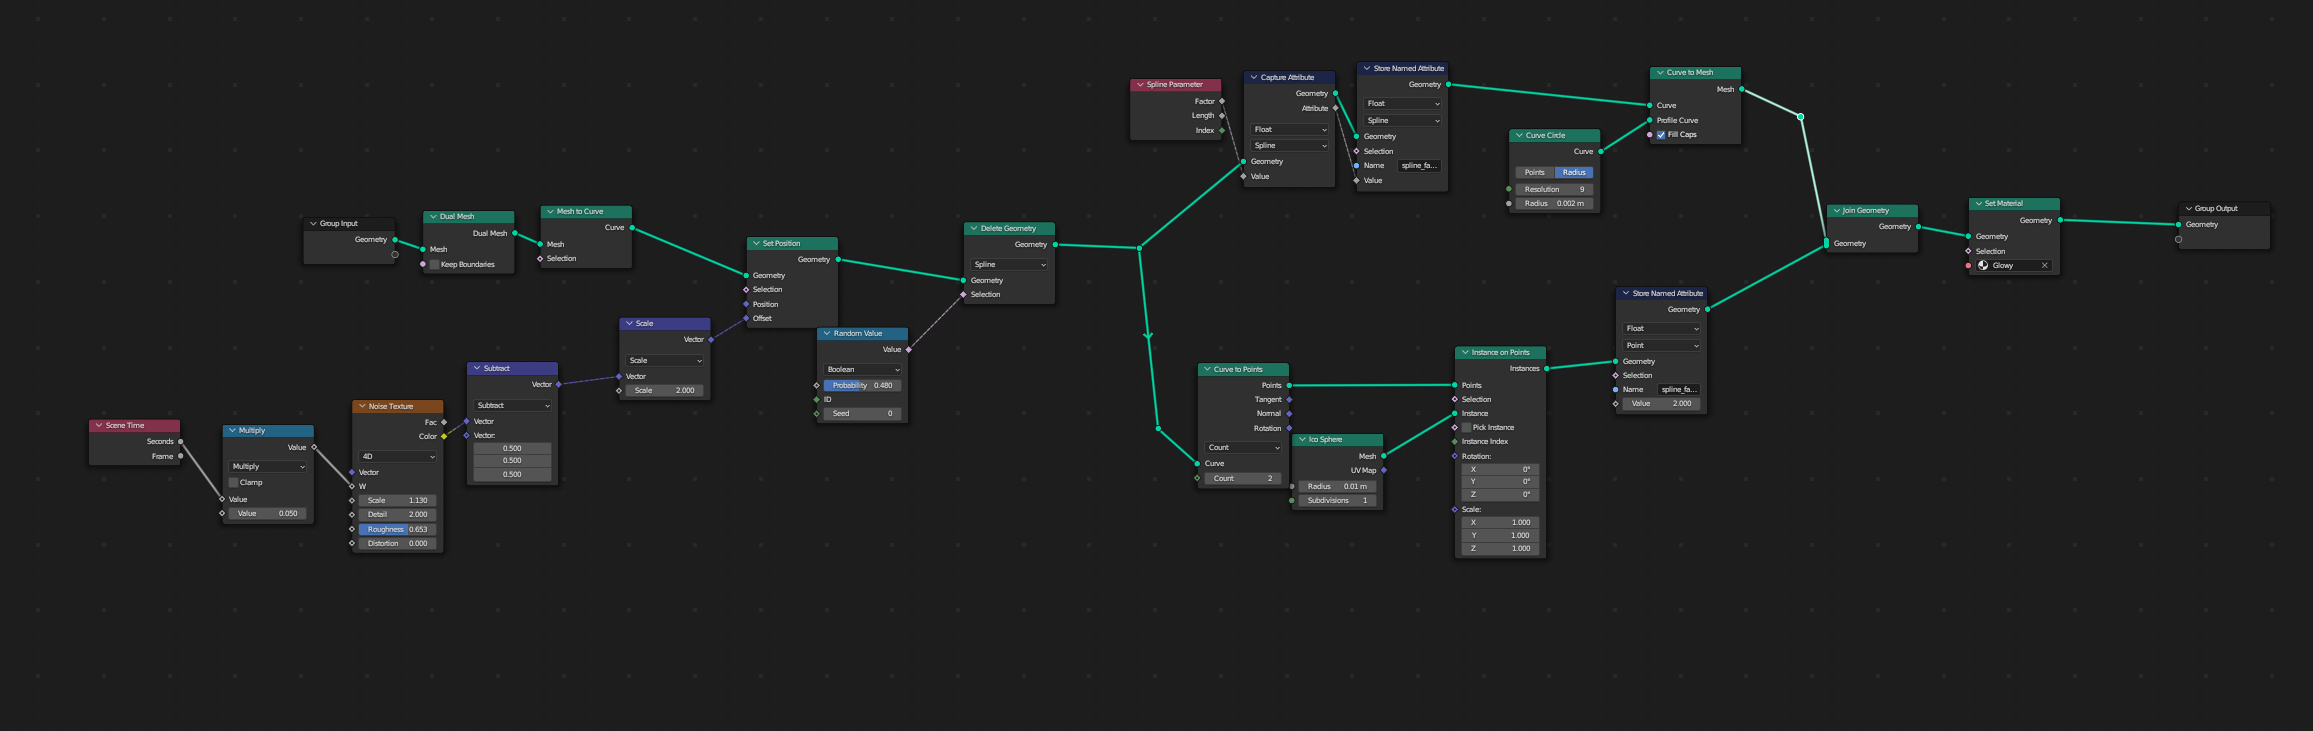 Scene Time
Seconds
Frame
Multiply
Value
Multiply
Clamp
Value
Value 0.050
Group Input
Geometry
Noise Texture
Fac
Color
4D
Vector
W
Scale 1.130
Detail 2.000
Roughness 0.653
Distortion 0.000
Dual Mesh
Dual Mesh
Mesh
Keep Boundaries
Subtract
Vector
Subtract
Vector
Vector:
0.500
0.500
0.500
Mesh to Curve
Curve
Mesh
Selection
Scale
Vector
Scale
Vector
Scale 2.000
Set Position
Geometry
Geometry
Selection
Position
Offset
Random Value
Value
Boolean
Probability 0.480
ID
Seed 0
Delete Geometry
Geometry
Spline
Geometry
Selection
Spline Parameter
Factor
Length
Index
Capture Attribute
Geometry
Attribute
Float
Spline
Geometry
Value
Store Named Attribute
Geometry
Float
Spline
Geometry
Selection
Name spline_fa...
Value
Curve Circle
Curve
Points Radius
Resolution 9
Radius 0.002 m
Curve to Mesh
Mesh
Curve
Profile Curve
Fill Caps
Curve to Points
Points
Tangent
Normal
Rotation
Count
Curve
Count 2
Ico Sphere
Mesh
UV Map
Radius 0.01 m
Subdivisions 1
Instance on Points
Instances
Points
Selection
Instance
Pick Instance
Instance Index
Rotation:
X 0°
Y 0°
Z 0°
Scale:
X 1.000
Y 1.000
Z 1.000
Store Named Attribute
Geometry
Float
Point
Geometry
Selection
Name spline_fa...
Value 2.000
Join Geometry
Geometry
Geometry
Set Material
Geometry
Geometry
Selection
Glowy
Group Output
Geometry